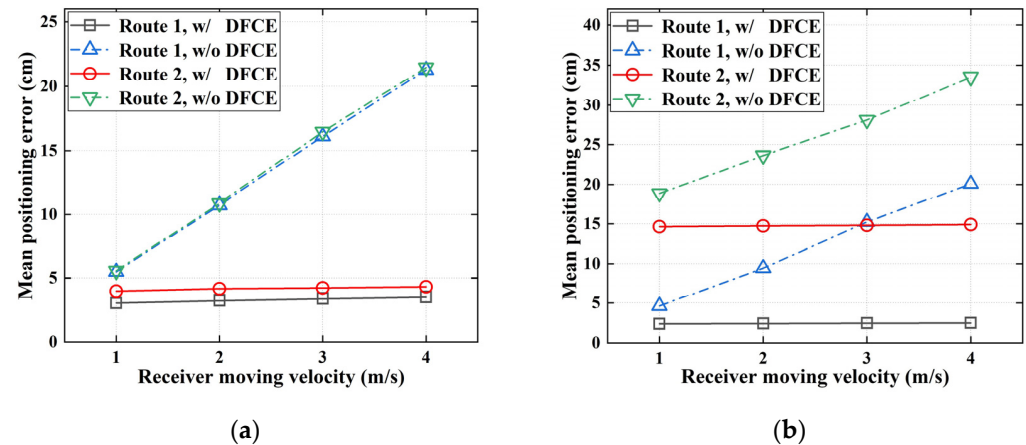 Route 1, w/ DFCE
Route 1, w/o DFCE
Route 2, w/ DFCE
Route 2, w/o DFCE
Mean positioning error (cm)
25
20
15
10
5
0
1 2 3 4
Receiver moving velocity (m/s)
(a)
Route 1, w/ DFCE
Route 1, w/o DFCE
Route 2, w/ DFCE
Routc 2, w/o DFCE
Mean positioning error (cm)
40
35
30
25
20
15
10
5
0
1 2 3 4
Receiver moving velocity (m/s)
(b)